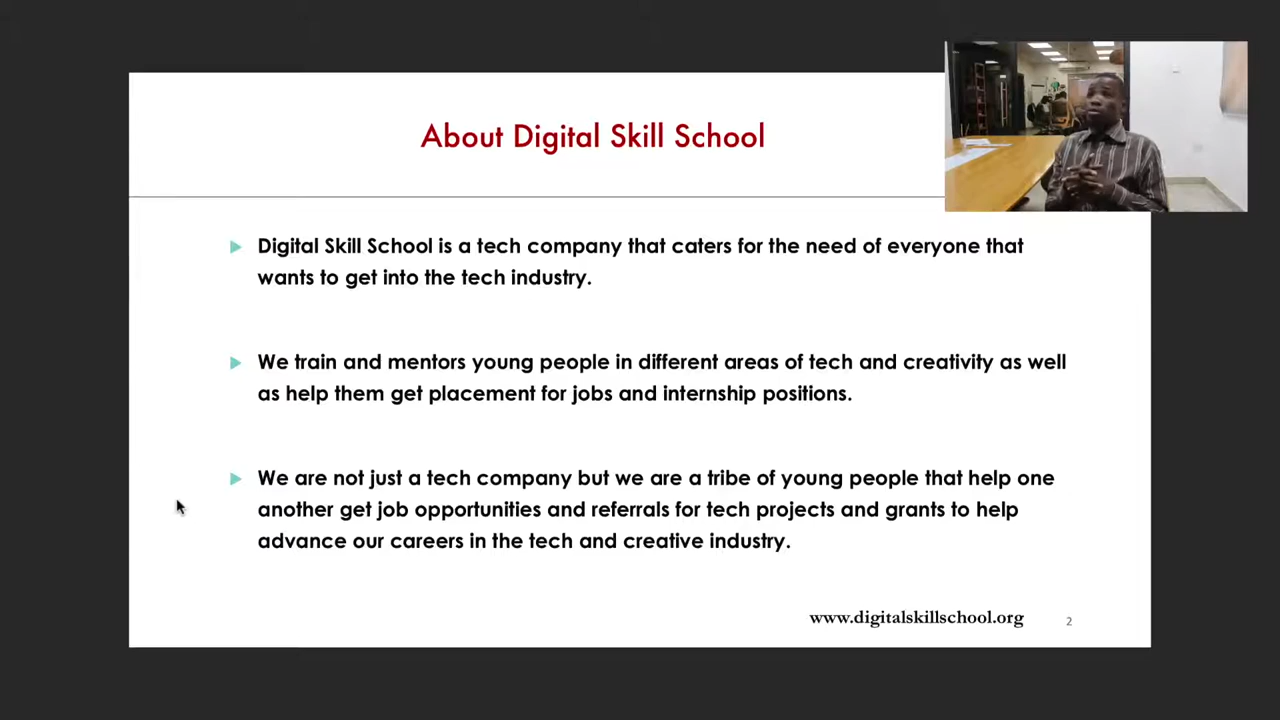 About Digital Skill School
Digital Skill School is a tech company that caters for the need of everyone that
wants to get into the tech industry.
We train and mentors young people in different areas of tech and creativity as well
as help them get placement for jobs and internship positions.
We are not just a tech company but we are a tribe of young people that help one
another get job opportunities and referrals for tech projects and grants to help
advance our careers in the tech and creative industry.
www.digitalskillschool.org
2